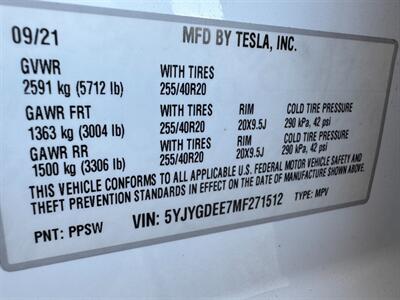 09/21 MFD BY TESLA, INC.
GVWR WITH TIRES
2591 kg (5712 lb) 255/40R20
GAWR FRT WITH TIRES RIM COLD TIRE PRESSURE
1363 kg (3004 lb) 255/40R20 20X9.5J 290 kPa, 42 psi
GAWR RR WITH TIRES RIM COLD TIRE PRESSURE
1500 kg (3306 lb) 255/40R20 20X9.5J 290 kPa, 42 psi
THIS VEHICLE CONFORMS TO ALL APPLICABLE U.S. FEDERAL MOTOR VEHICLE SAFETY AND
THEFT PREVENTION STANDARDS IN EFFECT ON THE DATE OF MANUFACTURE SHOWN ABOVE.
PNT: PPSW VIN: 5YJYGDEE7MF271512 TYPE: MPV